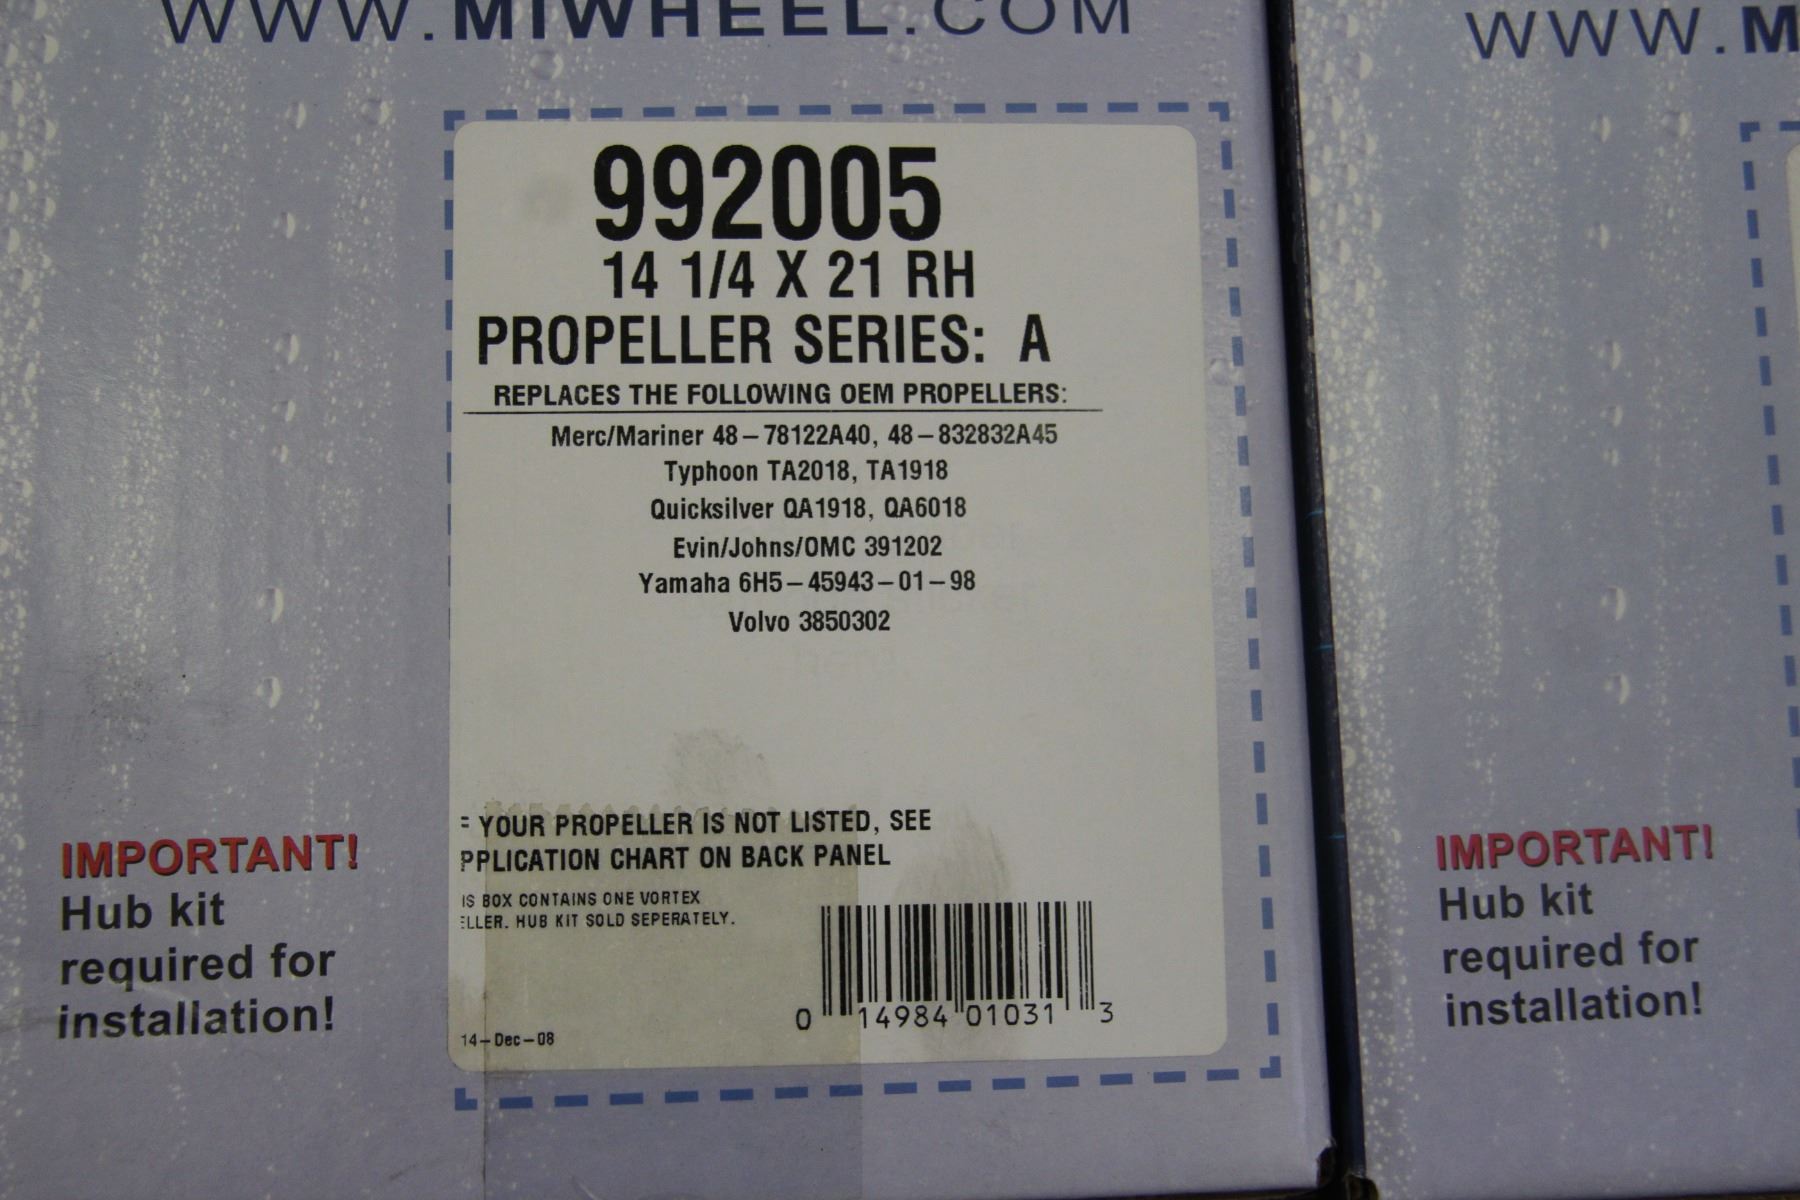 WWW.MIWHEEL.COM
992005
14 1/4 X 21 RH
PROPELLER SERIES: A
REPLACES THE FOLLOWING OEM PROPELLERS:
Merc/Mariner 48-78122A40, 48-832832A45
Typhoon TA2018, TA1918
Quicksilver QA1918, QA6018
Evin/Johns/OMC 391202
Yamaha 6H5-45943-01-98
Volvo 3850302
YOUR PROPELLER IS NOT LISTED, SEE
PPLICATION CHART ON BACK PANEL
IS BOX CONTAINS ONE VORTEX
ELLER. HUB KIT SOLD SEPERATELY.
0 14984 01031 3
14-Dec-08
IMPORTANT!
Hub kit
required for
installation!
WWW.M
IMPORTANT!
Hub kit
required for
installation!